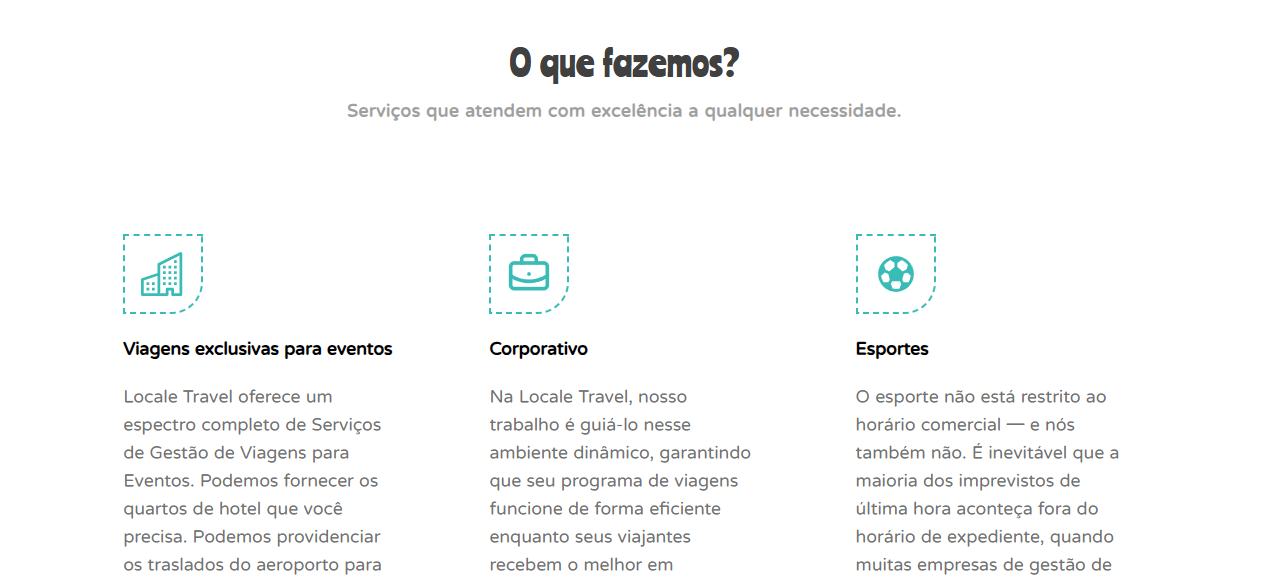 O que fazemos?
Serviços que atendem com excelência a qualquer necessidade.
Viagens exclusivas para eventos
Locale Travel oferece um
espectro completo de Serviços
de Gestão de Viagens para
Eventos. Podemos fornecer os
quartos de hotel que você
precisa. Podemos providenciar
os traslados do aeroporto para
Corporativo
Na Locale Travel, nosso
trabalho é guiá-lo nesse
ambiente dinâmico, garantindo
que seu programa de viagens
funcione de forma eficiente
enquanto seus viajantes
recebem o melhor em
Esportes
O esporte não está restrito ao
horário comercial — e nós
também não. É inevitável que a
maioria dos imprevistos de
última hora aconteça fora do
horário de expediente, quando
muitas empresas de gestão de